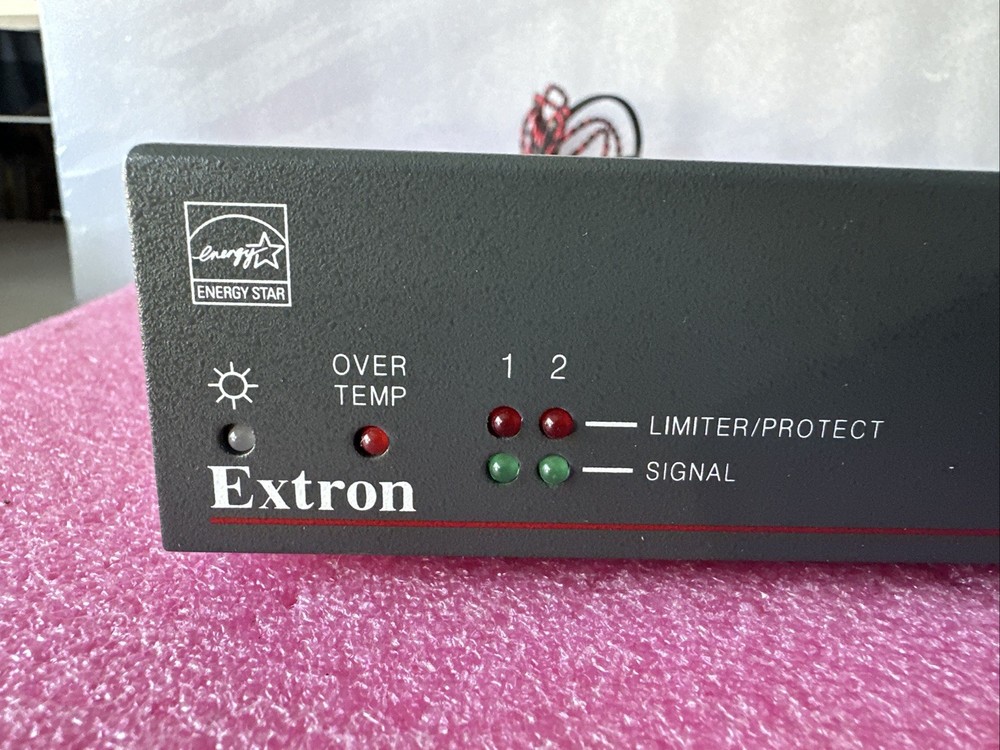 energy
ENERGY STAR
OVER
TEMP
1 2
LIMITER/PROTECT
SIGNAL
Extron